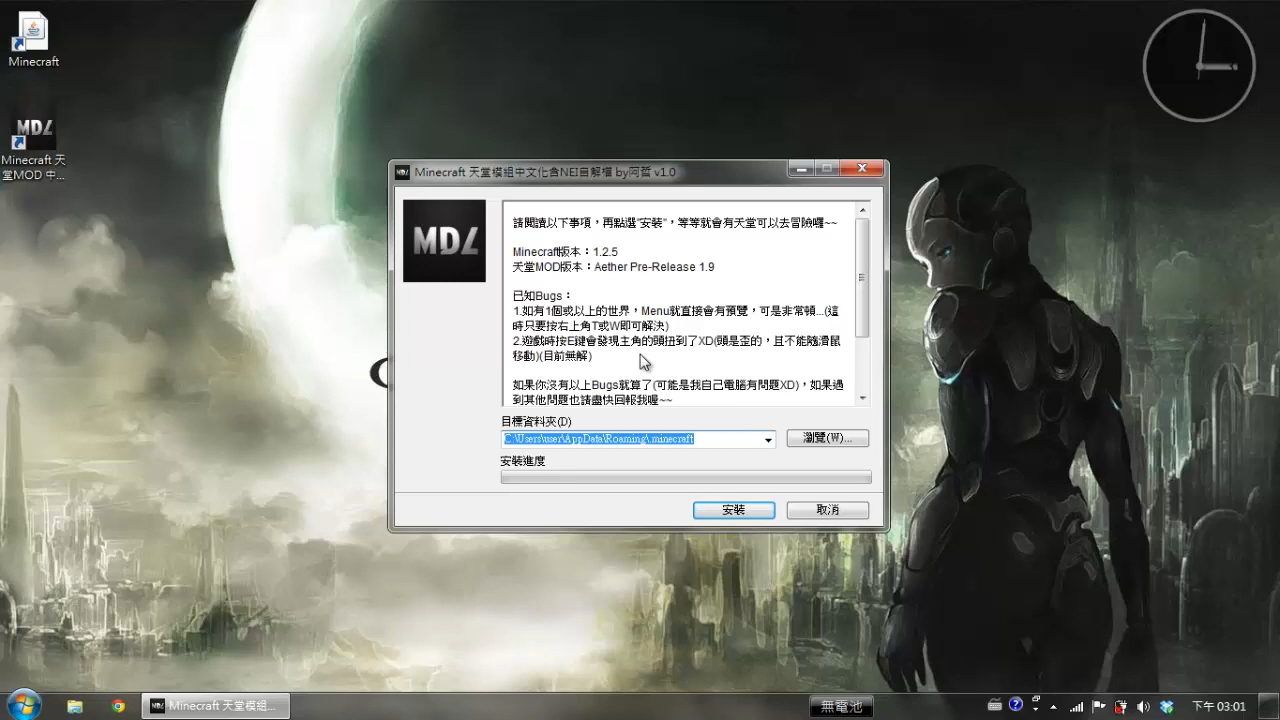 Minecraft
MDL
Minecraft 天
堂MOD 中...
Minecraft 天堂模組中文化含NEI自解檔 by阿哲 v1.0
MDL
請閱讀以下事項，再點選"安裝"，等等就會有天堂可以去冒險囉~~
Minecraft版本：1.2.5
天堂MOD版本：Aether Pre-Release 1.9
已知Bugs：
1.如有1個或以上的世界，Menu就直接會有預覽，可是非常頓...(這
時只要按右上角T或W即可解決)
2.遊戲時按E鍵會發現主角的頭扭到了XD(頭是歪的，且不能隨滑鼠
移動)(目前無解)
如果你沒有以上Bugs就算了(可能是我自己電腦有問題XD)，如果遇
到其他問題也請盡快回報我喔~~
目標資料夾(D)
C:\Users\user\AppData\Roaming\.minecraft
瀏覽(W)...
安裝進度
安裝
取消
Minecraft 天堂模組...
無電池
下午 03:01